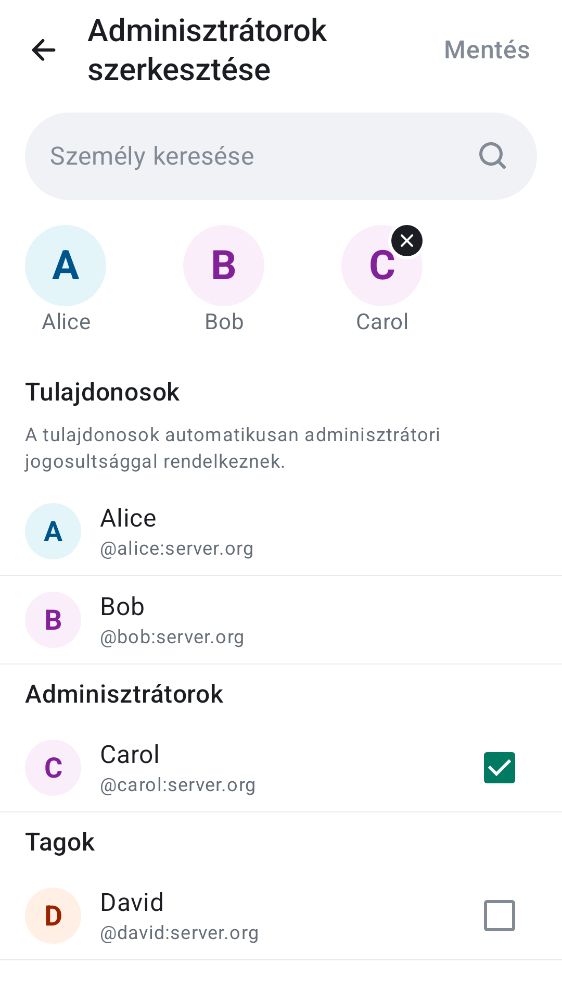 Adminisztrátorok
szerkesztése
Mentés
Személy keresése
A
B
C
Alice
Bob
Carol
Tulajdonosok
A tulajdonosok automatikusan adminisztrátori
jogosultsággal rendelkeznek.
A
Alice
@alice:server.org
B
Bob
@bob:server.org
Adminisztrátorok
C
Carol
@carol:server.org
Tagok
D
David
@david:server.org